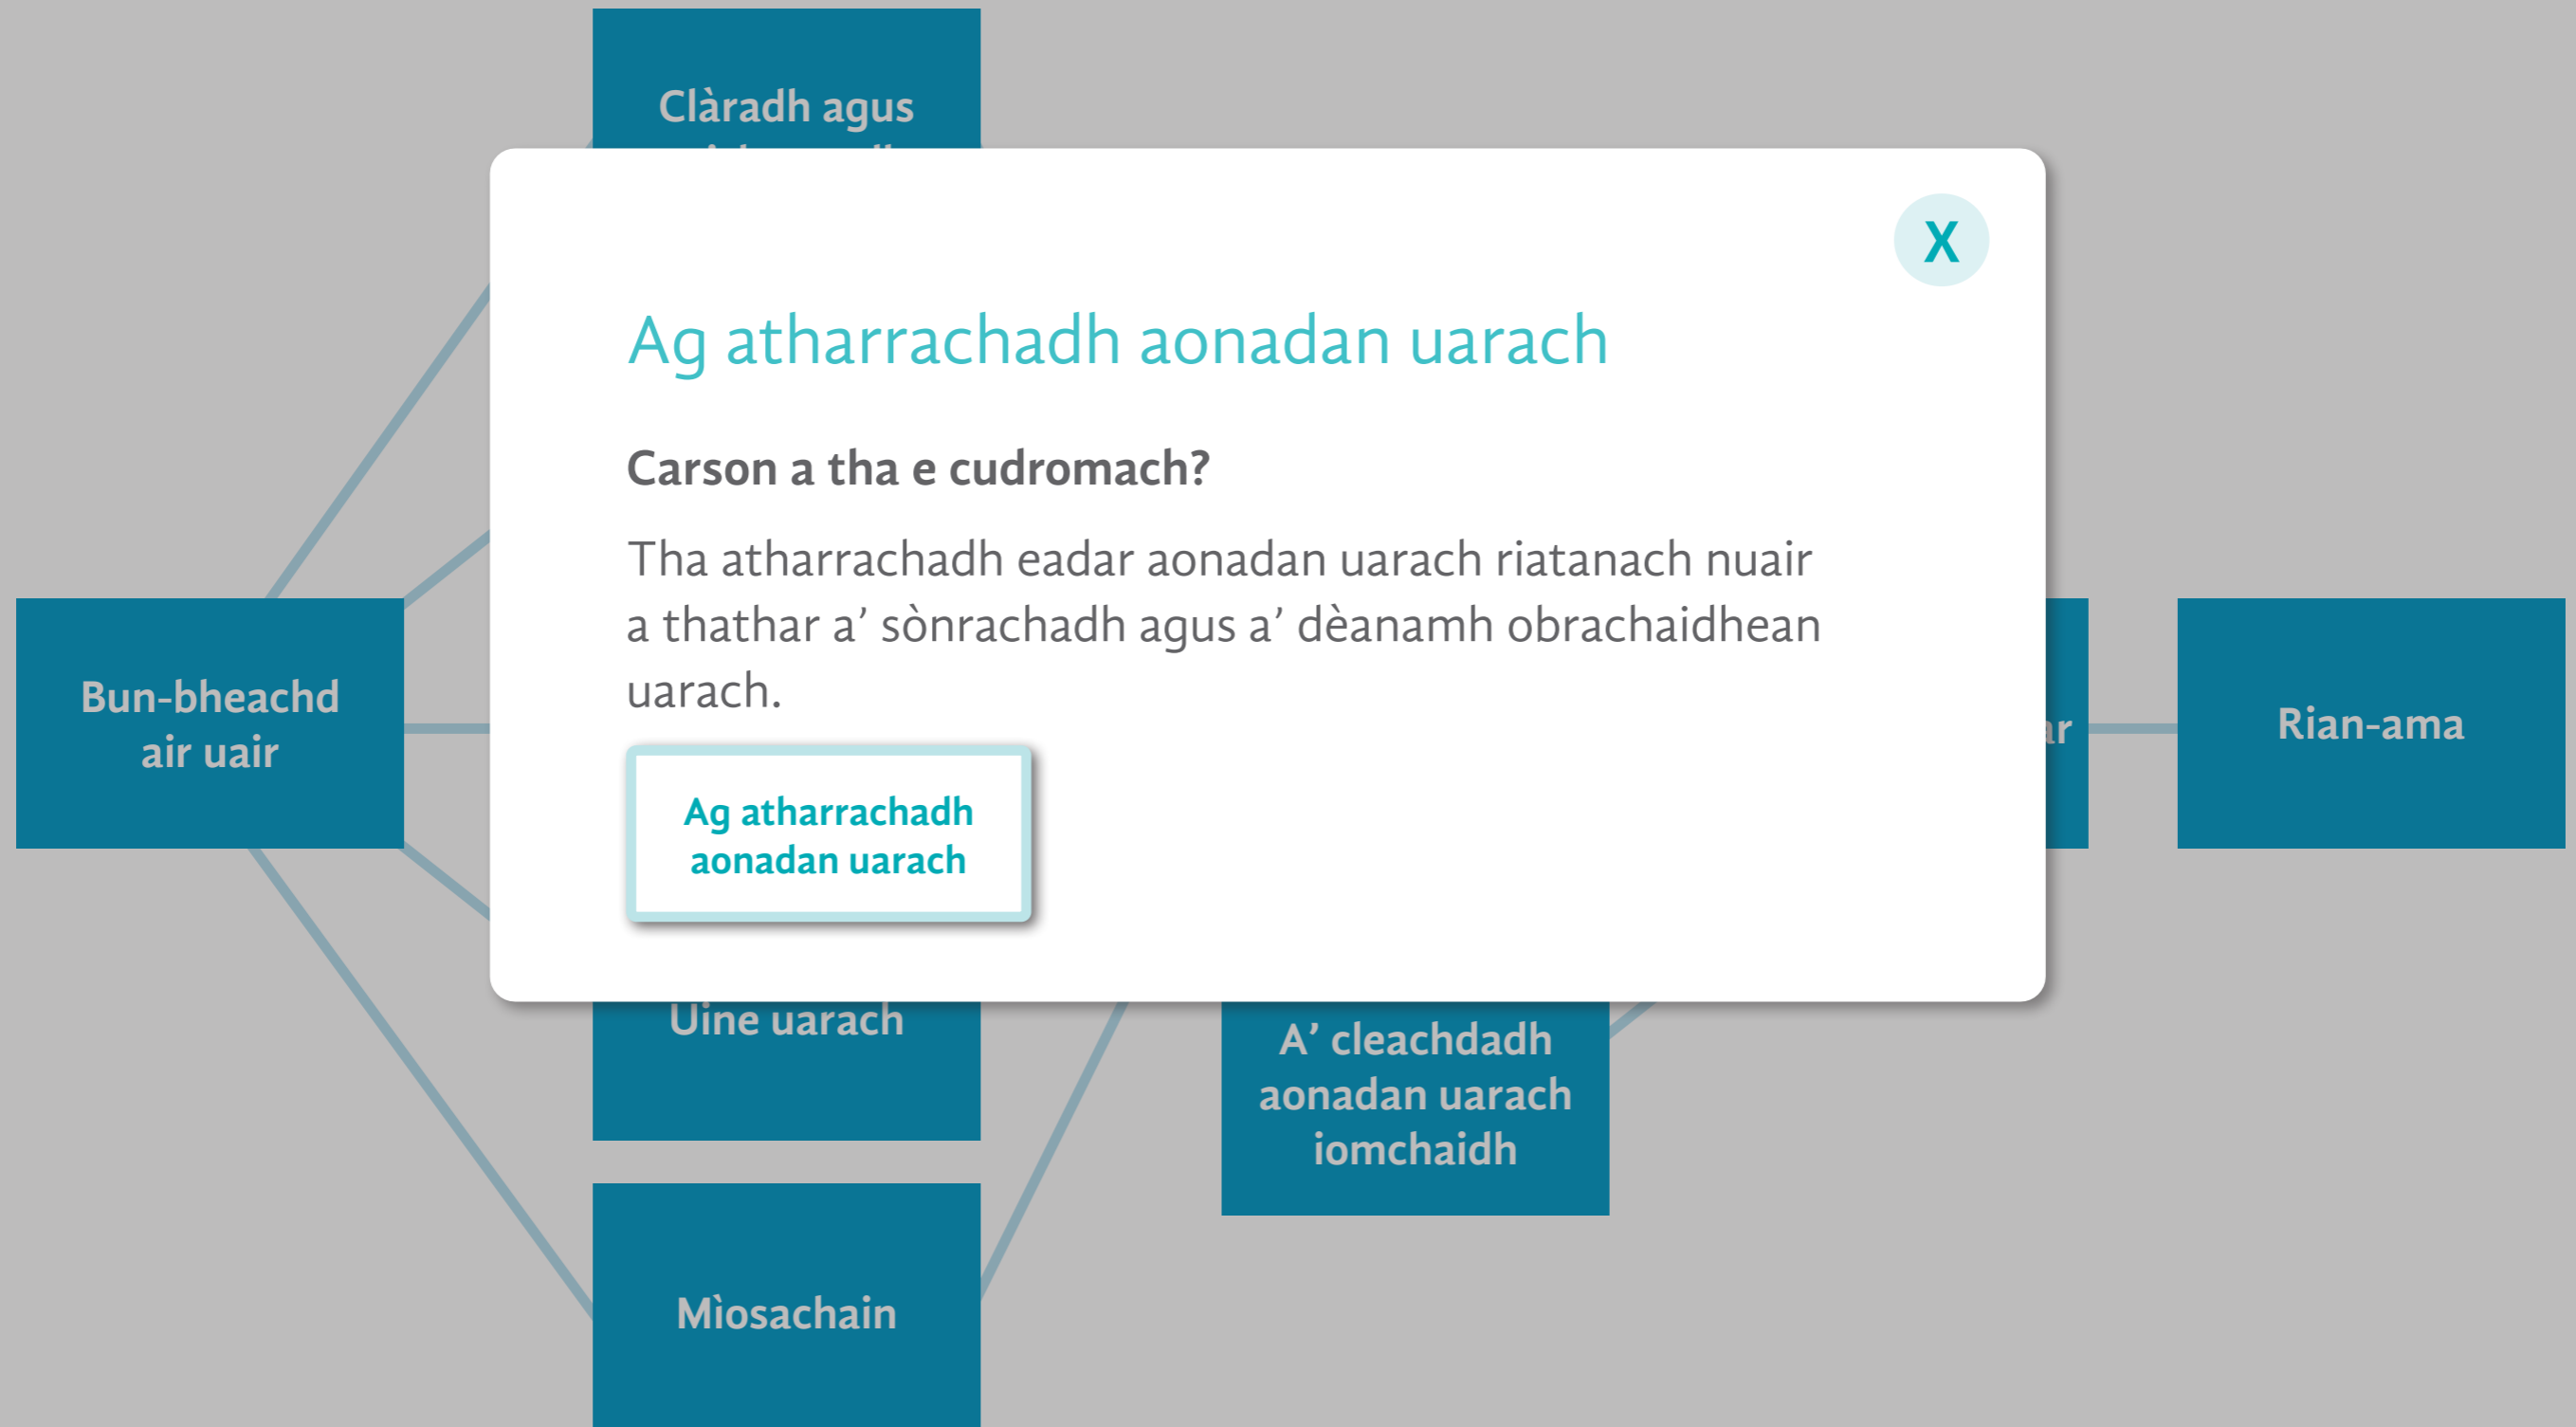 Clàradh agus
X
Ag atharrachadh aonadan uarach
Carson a tha e cudromach?
Tha atharrachadh eadar aonadan uarach riatanach nuair
a thathar a’ sònrachadh agus a’ dèanamh obrachaidhean
uarach.
Ag atharrachadh
aonadan uarach
Bun-bheachd
air uair
Rian-ama
Ùine uarach
A’ cleachdadh
aonadan uarach
iomchaidh
Mìosachain